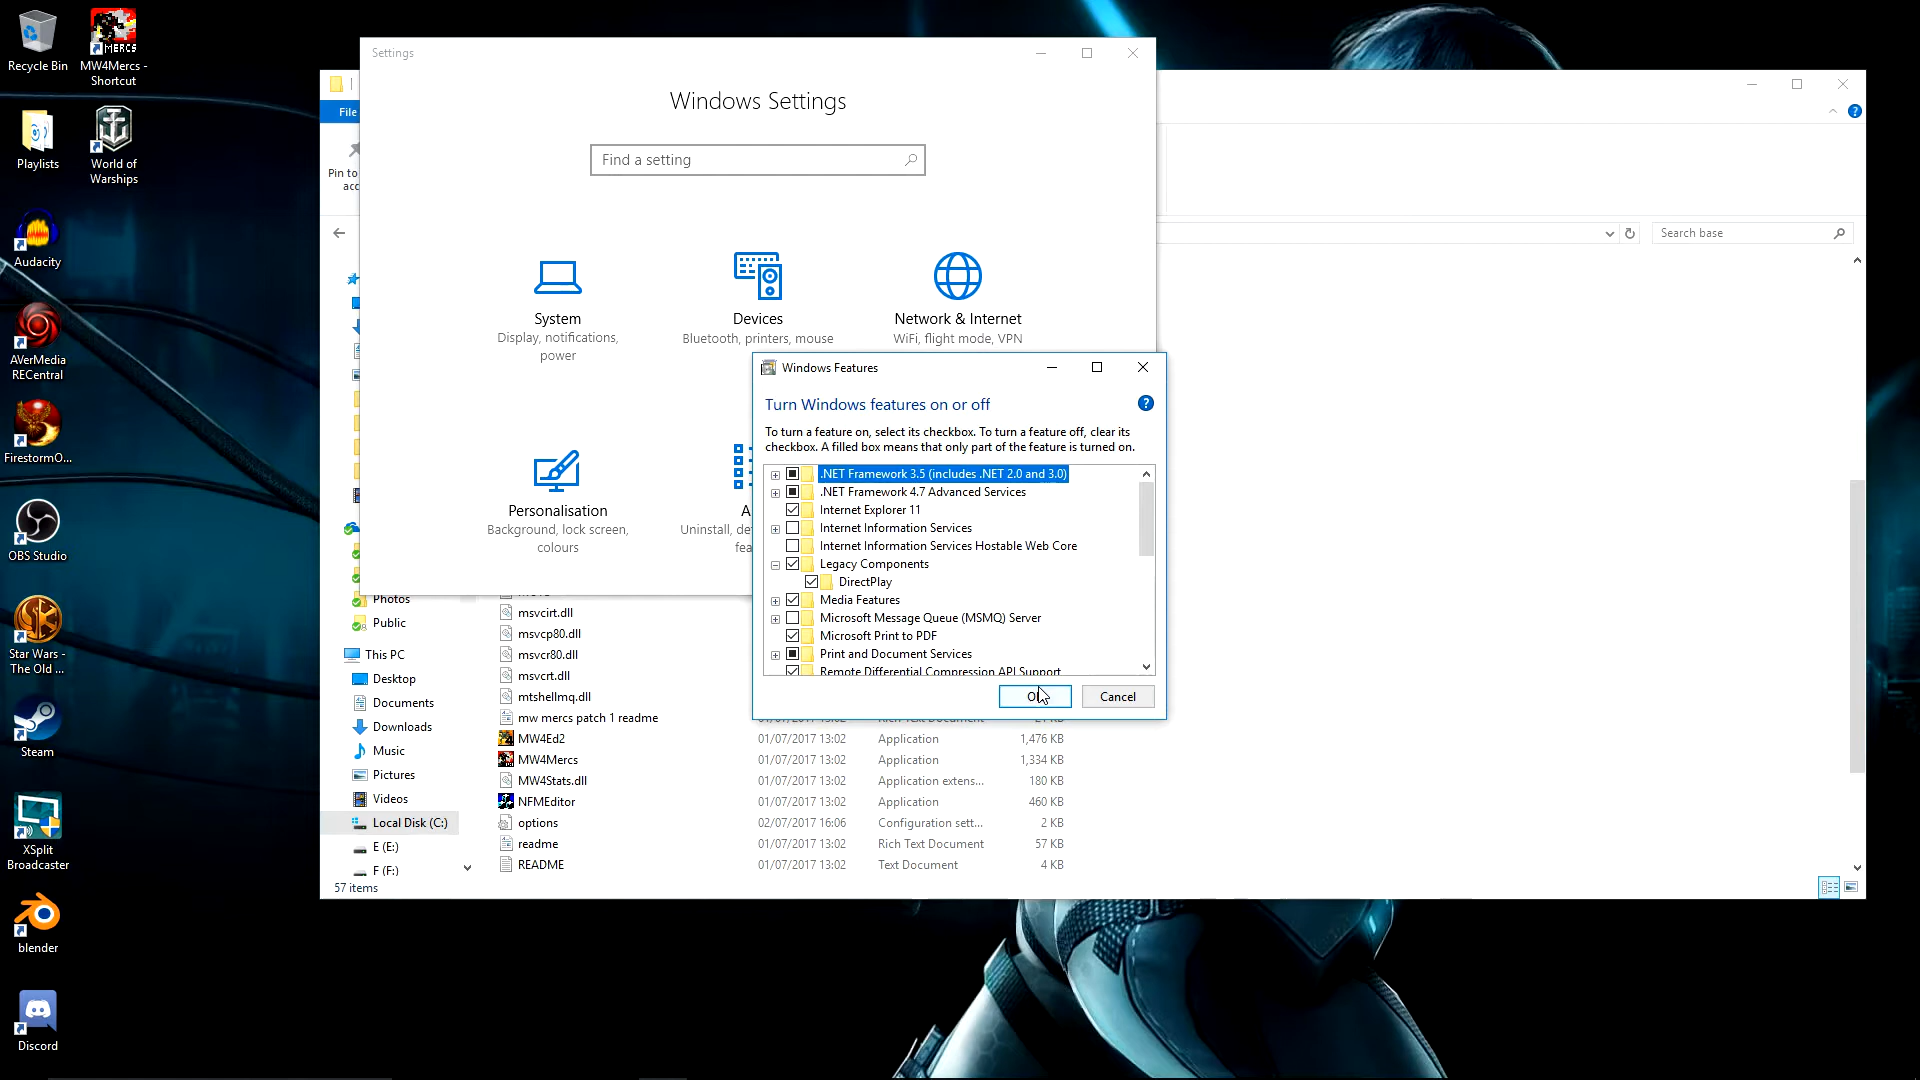 Recycle Bin
MW4Mercs -
Shortcut
MERCS
Playlists
World of
Warships
Audacity
AVerMedia
RECentral
FirestormO...
OBS Studio
Star Wars -
The Old ...
Steam
XSplit
Broadcaster
blender
Discord
Settings
Windows Settings
Find a setting
System
Display, notifications,
power
Devices
Bluetooth, printers, mouse
Network & Internet
WiFi, flight mode, VPN
Personalisation
Background, lock screen,
colours
File
Pin to
Search base
Windows Features
Turn Windows features on or off
To turn a feature on, select its checkbox. To turn a feature off, clear its
checkbox. A filled box means that only part of the feature is turned on.
.NET Framework 3.5 (includes .NET 2.0 and 3.0)
.NET Framework 4.7 Advanced Services
Internet Explorer 11
Internet Information Services
Internet Information Services Hostable Web Core
Legacy Components
DirectPlay
Media Features
Microsoft Message Queue (MSMQ) Server
Microsoft Print to PDF
Print and Document Services
Remote Differential Compression API Support
Cancel
Photos
Public
This PC
Desktop
Documents
Downloads
Music
Pictures
Videos
Local Disk (C:)
E (E:)
F (F:)
57 items
msvcirt.dll
msvcp80.dll
msvcr80.dll
msvcrt.dll
mtshellmq.dll
mw mercs patch 1 readme
MW4Ed2 01/07/2017 13:02 Application 1,476 KB
MW4Mercs 01/07/2017 13:02 Application 1,334 KB
MW4Stats.dll 01/07/2017 13:02 Application extens... 180 KB
NFMEditor 01/07/2017 13:02 Application 460 KB
options 02/07/2017 16:06 Configuration sett... 2 KB
readme 01/07/2017 13:02 Rich Text Document 57 KB
README 01/07/2017 13:02 Text Document 4 KB